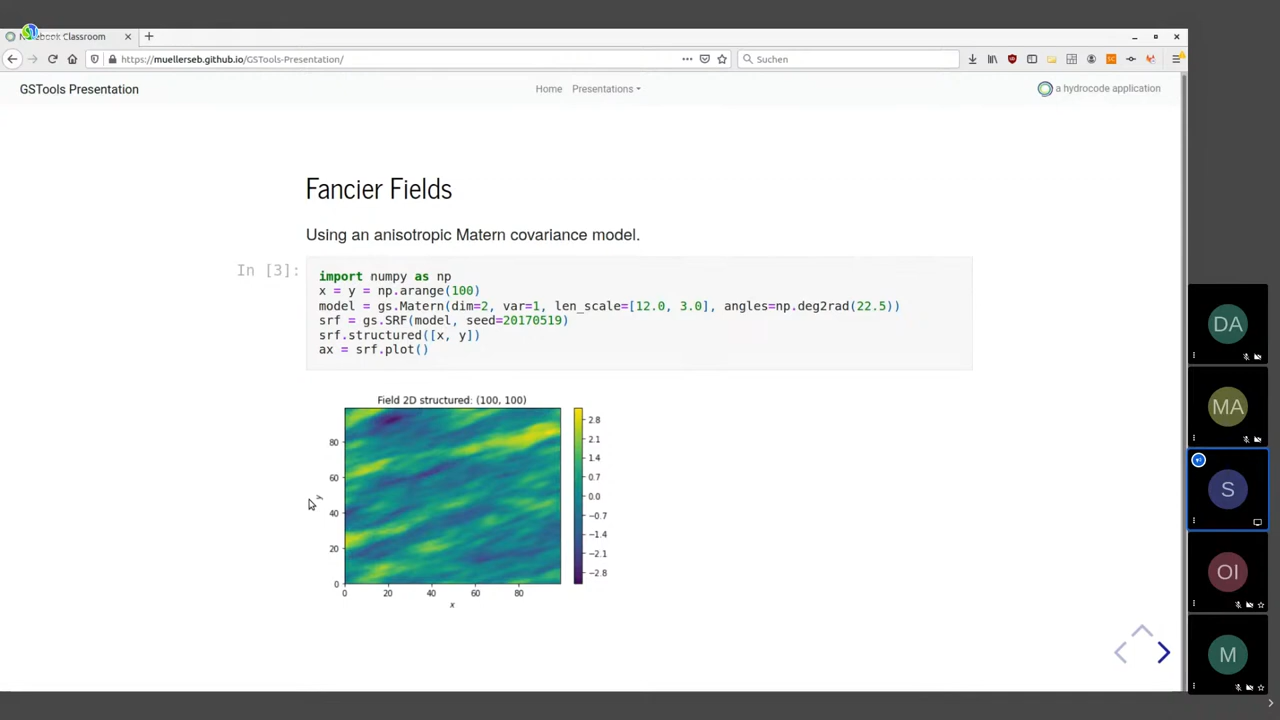 Classroom
https://muellerseb.github.io/GSTools-Presentation/
Suchen
GSTools Presentation
Home
Presentations
a hydrocode application
Fancier Fields
Using an anisotropic Matern covariance model.
In [3]:
import numpy as np
x = y = np.arange(100)
model = gs.Matern(dim=2, var=1, len_scale=[12.0, 3.0], angles=np.deg2rad(22.5))
srf = gs.SRF(model, seed=20170519)
srf.structured([x, y])
ax = srf.plot()
Field 2D structured: (100, 100)
80
60
40
20
0
y
0 20 40 60 80
x
2.8
2.1
1.4
0.7
0.0
−0.7
−1.4
−2.1
−2.8
DA
MA
S
OI
M